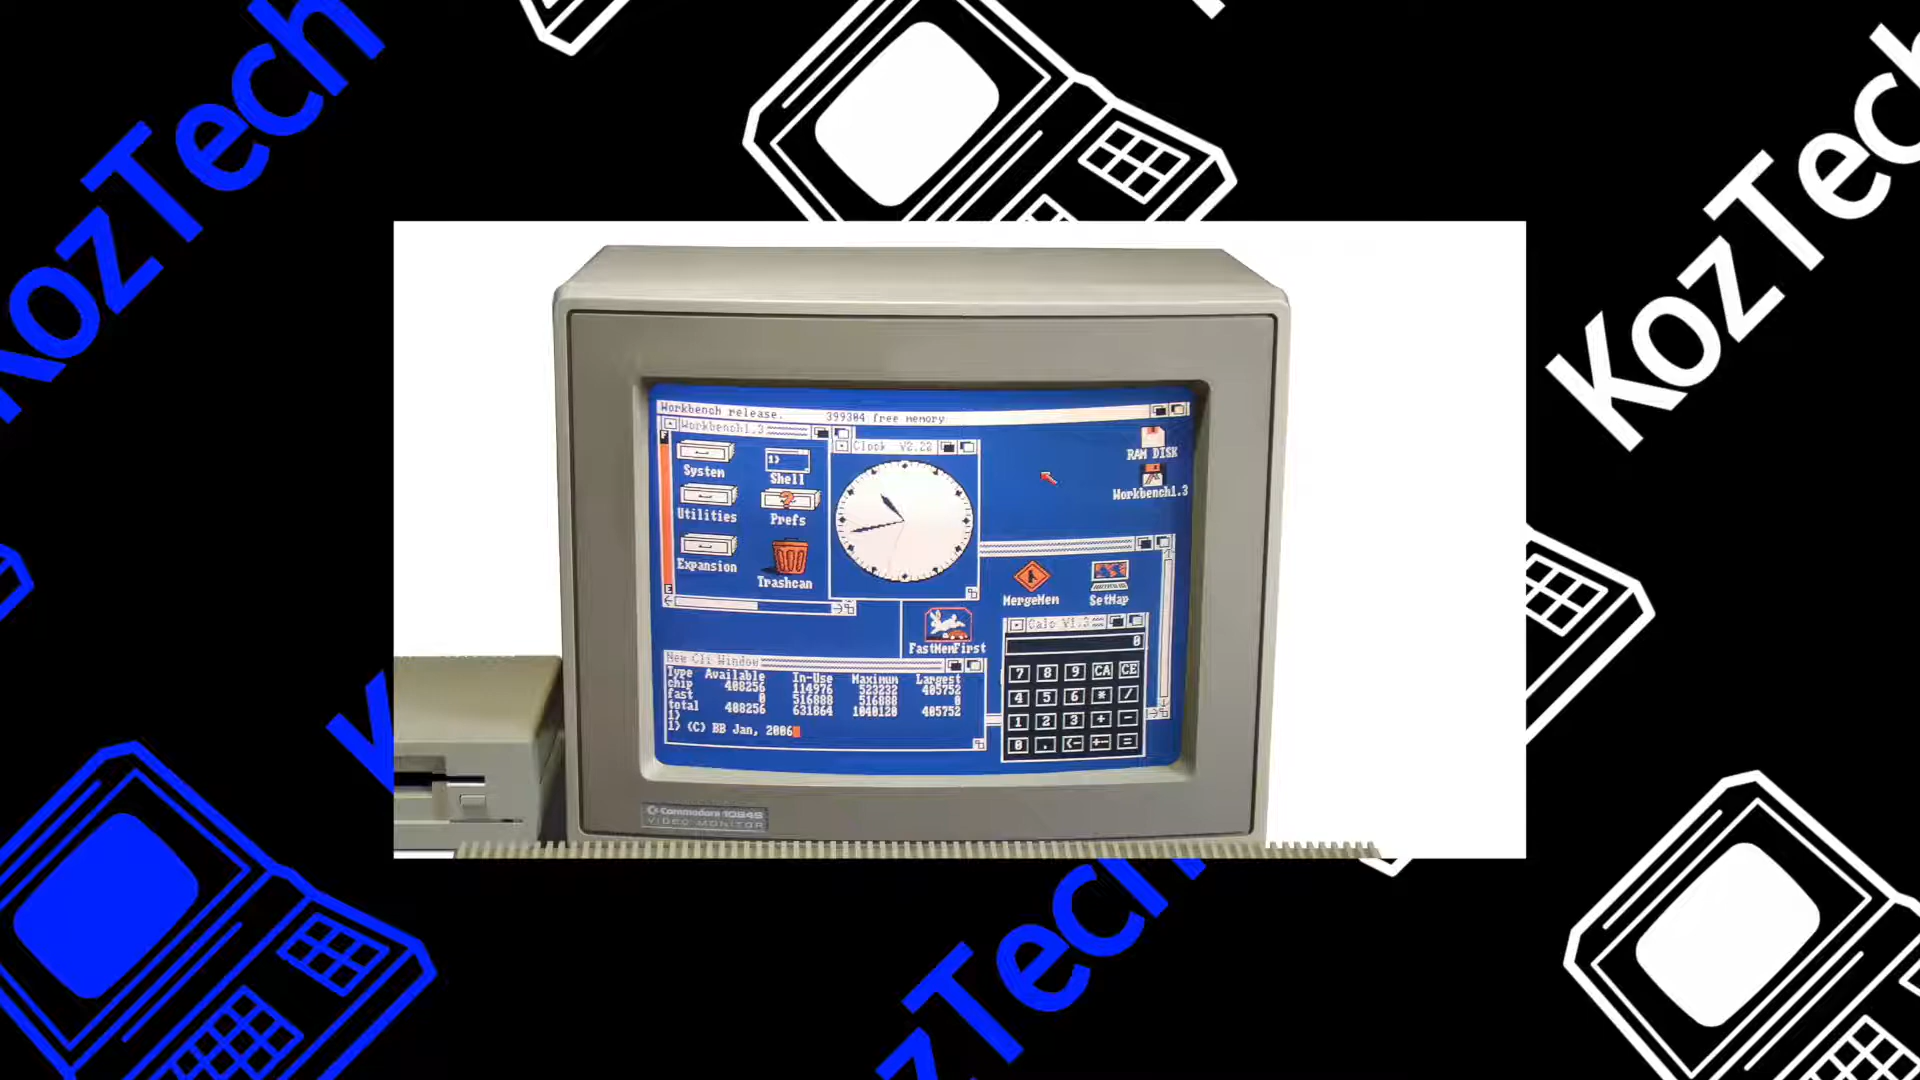 KozTech
KozTech
Workbench release.   399304 free memory
Workbench1.3
Clock V2.22
RAM DISK
Workbench1.3
System
Shell
Utilities
Prefs
Expansion
Trashcan
MergeMem
SetMap
FastMemFirst
Calc V1.3
0
7 8 9 CA CE
4 5 6 * /
1 2 3 + -
0 . <- +- =
New Cli Window
Type Available In-Use Maximum Largest
chip 408256 114976 523232 405752
fast 0 516888 516888 0
total 408256 631864 1040120 405752
1>
1> (C) BB Jan, 2006
Commodore 1084S
VIDEO MONITOR
zTech